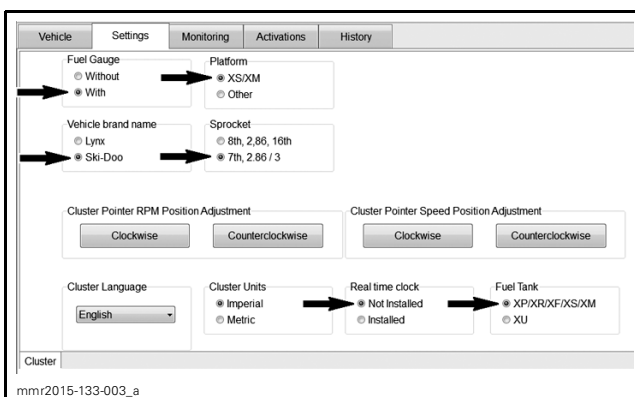 Vehicle Settings Monitoring Activations History
Fuel Gauge Platform
Without XS/XM
With Other
Vehicle brand name Sprocket
Lynx 8th, 2,86, 16th
Ski-Doo 7th, 2.86 / 3
Cluster Pointer RPM Position Adjustment Cluster Pointer Speed Position Adjustment
Clockwise Counterclockwise Clockwise Counterclockwise
Cluster Language Cluster Units Real time clock Fuel Tank
English Imperial Not Installed XP/XR/XF/XS/XM
Metric Installed XU
Cluster
mmr2015-133-003_a